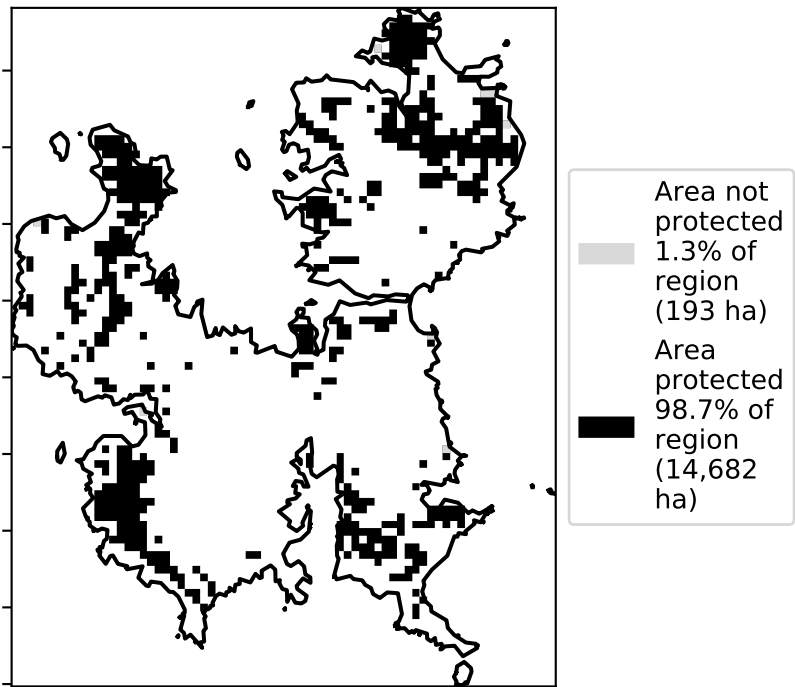 Area not
protected
1.3% of
region
(193 ha)
Area
protected
98.7% of
region
(14,682
ha)